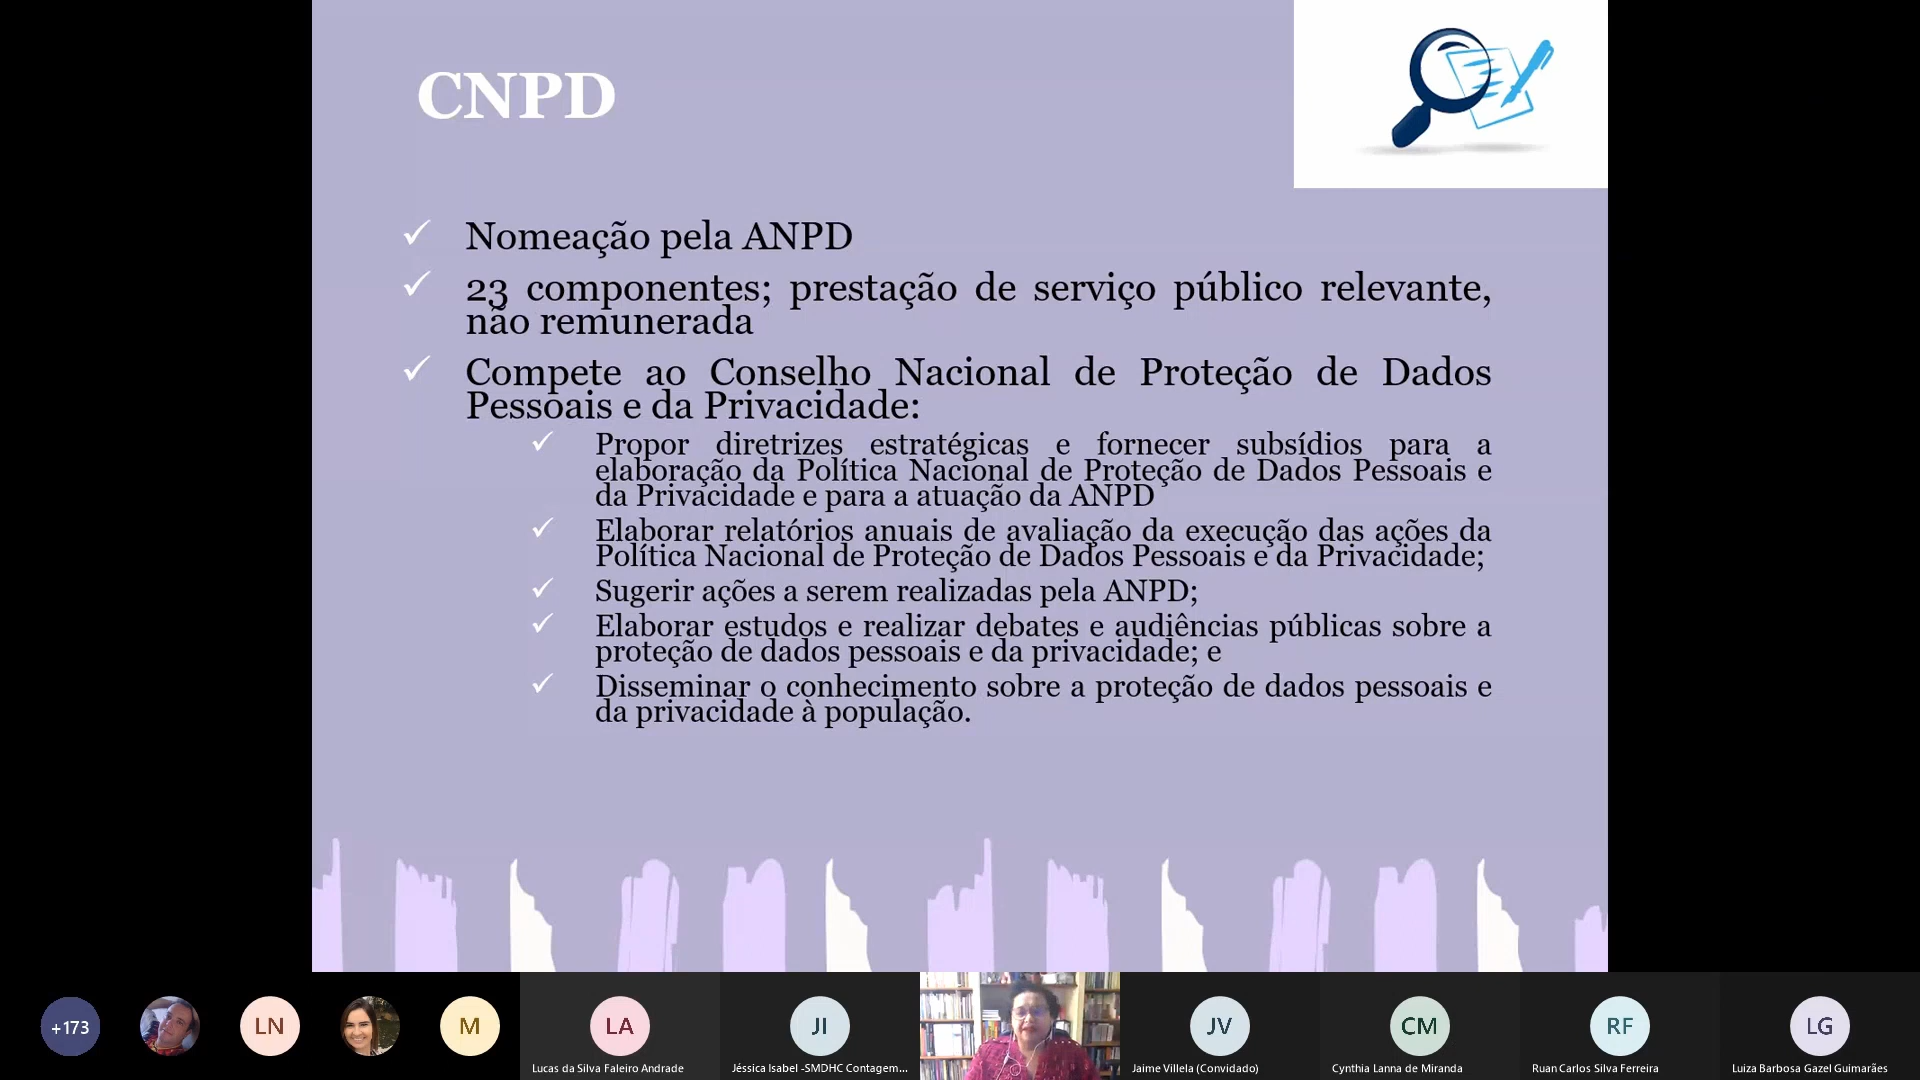 CNPD
Nomeação pela ANPD
23 componentes; prestação de serviço público relevante,
não remunerada
Compete ao Conselho Nacional de Proteção de Dados
Pessoais e da Privacidade:
Propor diretrizes estratégicas e fornecer subsídios para a
elaboração da Política Nacional de Proteção de Dados Pessoais e
da Privacidade e para a atuação da ANPD
Elaborar relatórios anuais de avaliação da execução das ações da
Política Nacional de Proteção de Dados Pessoais e da Privacidade;
Sugerir ações a serem realizadas pela ANPD;
Elaborar estudos e realizar debates e audiências públicas sobre a
proteção de dados pessoais e da privacidade; e
Disseminar o conhecimento sobre a proteção de dados pessoais e
da privacidade à população.
+173
LN
M
LA
JI
JV
CM
RF
LG
Lucas da Silva Faleiro Andrade
Jéssica Isabel -SMDHC Contagem...
Jaime Villela (Convidado)
Cynthia Lanna de Miranda
Ruan Carlos Silva Ferreira
Luiza Barbosa Gazel Guimarães